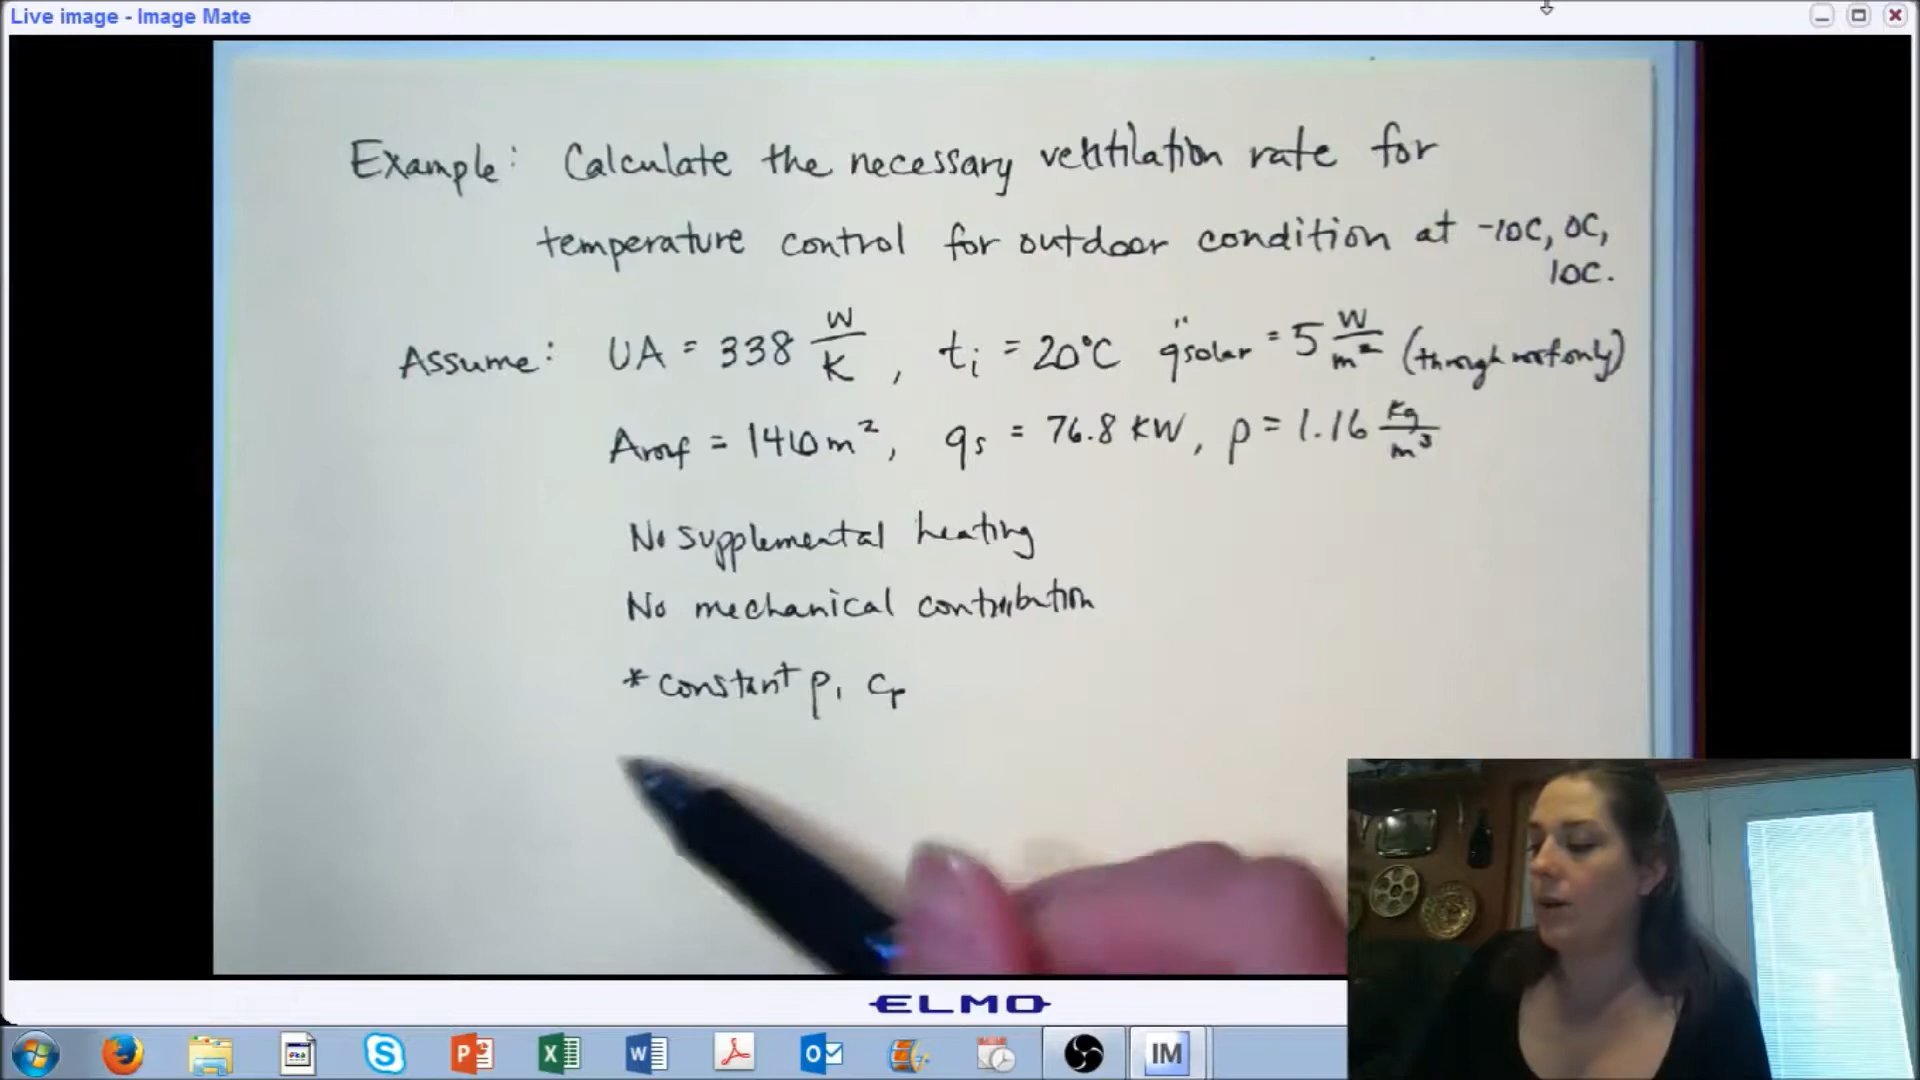 Live image - Image Mate
Example: Calculate the necessary ventilation rate for
temperature control for outdoor condition at -10C, 0C,
10C.
Assume: UA = 338 W/K, ti = 20°C q̇"solar = 5 W/m² (through roof only)
Aroof = 1410m², qs = 76.8 KW, ρ = 1.16 Kg/m³
No supplemental heating
No mechanical contribution
*constant ρ, cp
ELMO
IM